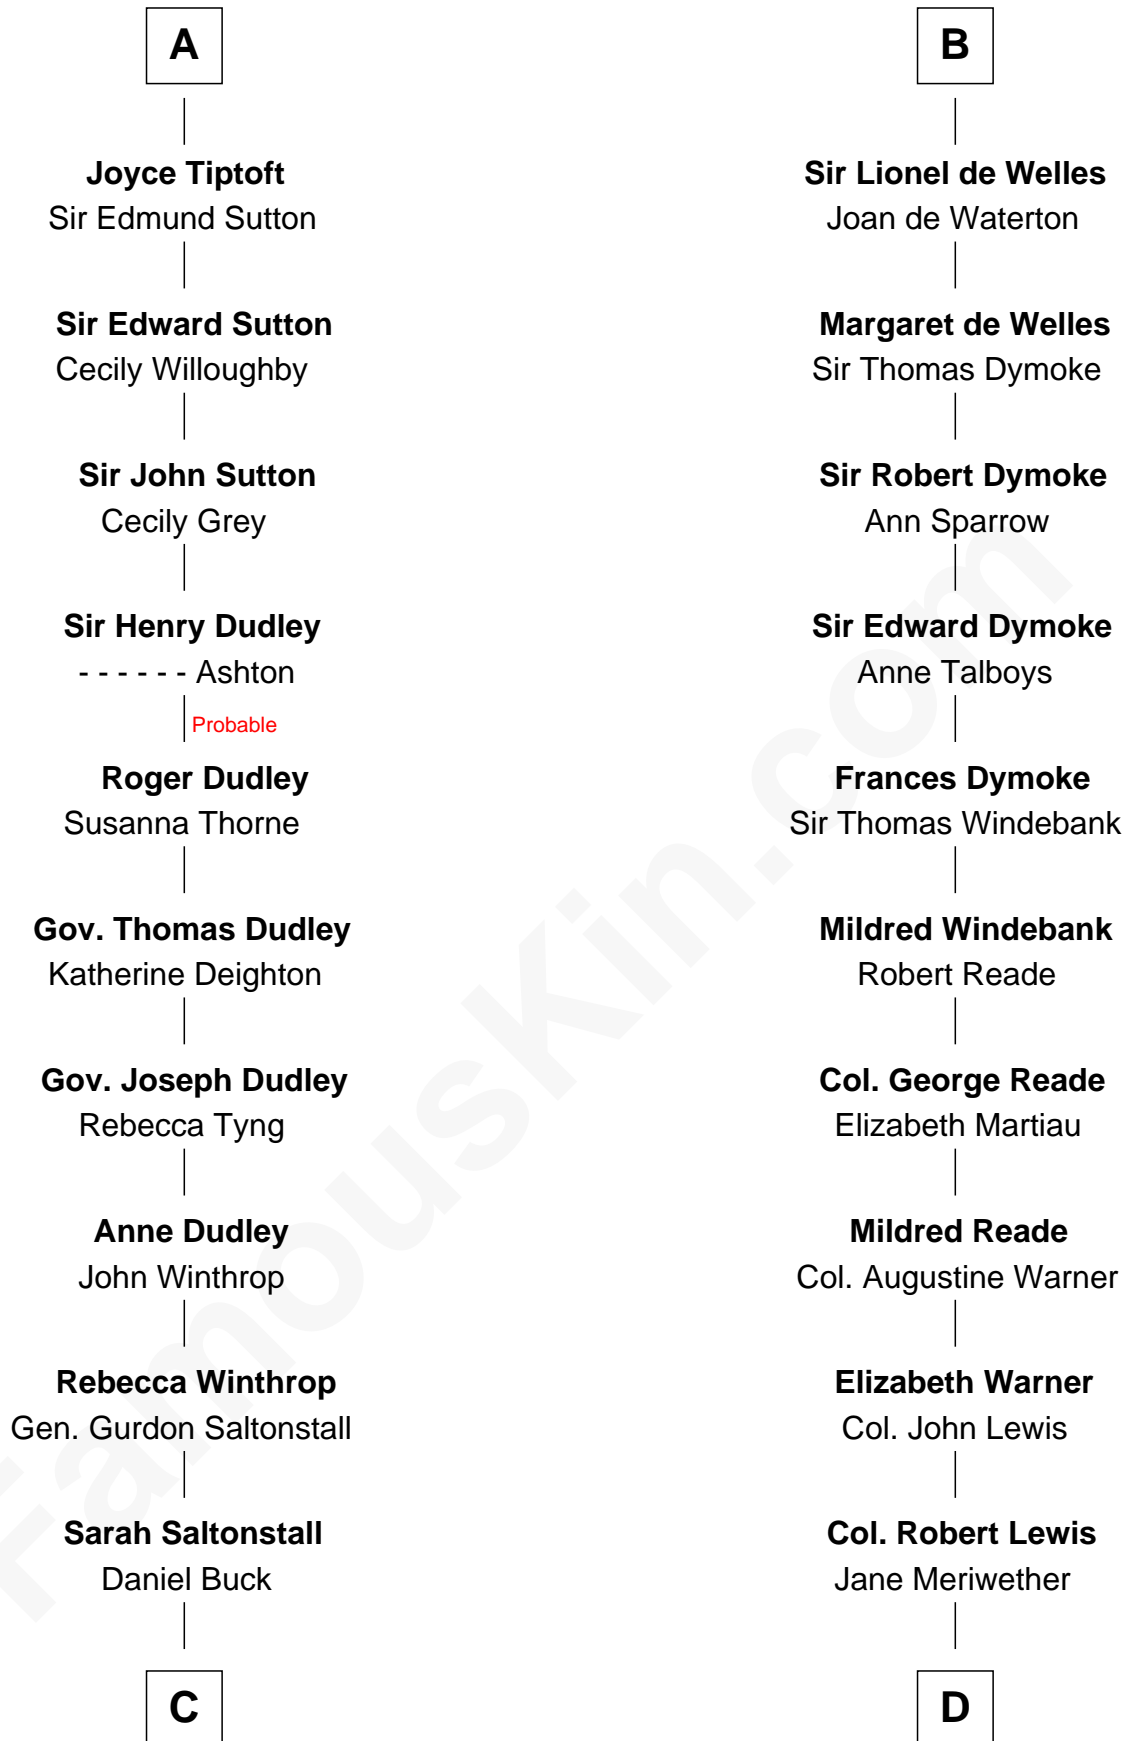 A
Joyce Tiptoft
Sir Edmund Sutton
Sir Edward Sutton
Cecily Willoughby
Sir John Sutton
Cecily Grey
Sir Henry Dudley
- - - - - - Ashton
Probable
Roger Dudley
Susanna Thorne
Gov. Thomas Dudley
Katherine Deighton
Gov. Joseph Dudley
Rebecca Tyng
Anne Dudley
John Winthrop
Rebecca Winthrop
Gen. Gurdon Saltonstall
Sarah Saltonstall
Daniel Buck
C
B
Sir Lionel de Welles
Joan de Waterton
Margaret de Welles
Sir Thomas Dymoke
Sir Robert Dymoke
Ann Sparrow
Sir Edward Dymoke
Anne Talboys
Frances Dymoke
Sir Thomas Windebank
Mildred Windebank
Robert Reade
Col. George Reade
Elizabeth Martiau
Mildred Reade
Col. Augustine Warner
Elizabeth Warner
Col. John Lewis
Col. Robert Lewis
Jane Meriwether
D
FamousKin.com